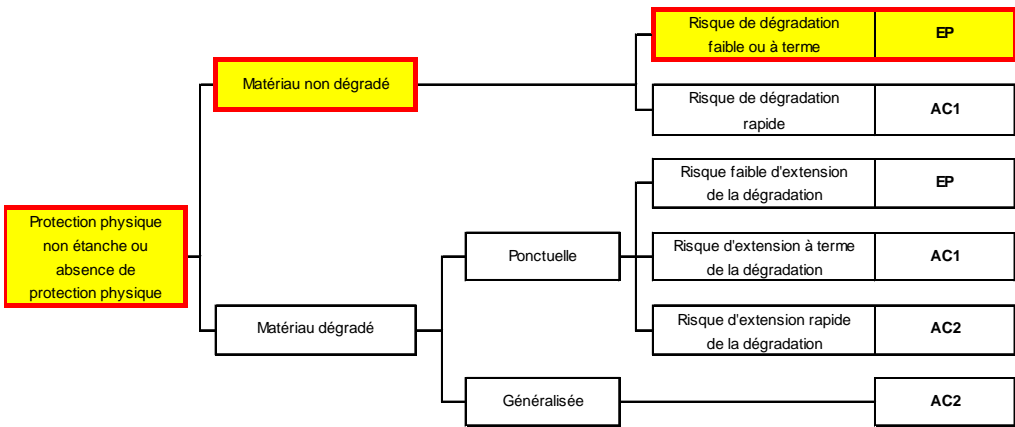 Risque de dégradation
faible ou à terme
EP
Matériau non dégradé
Risque de dégradation
rapide
AC1
Risque faible d'extension
de la dégradation
EP
Protection physique
non étanche ou
absence de
protection physique
Ponctuelle
Risque d'extension à terme
de la dégradation
AC1
Matériau dégradé
Risque d'extension rapide
de la dégradation
AC2
Généralisée
AC2